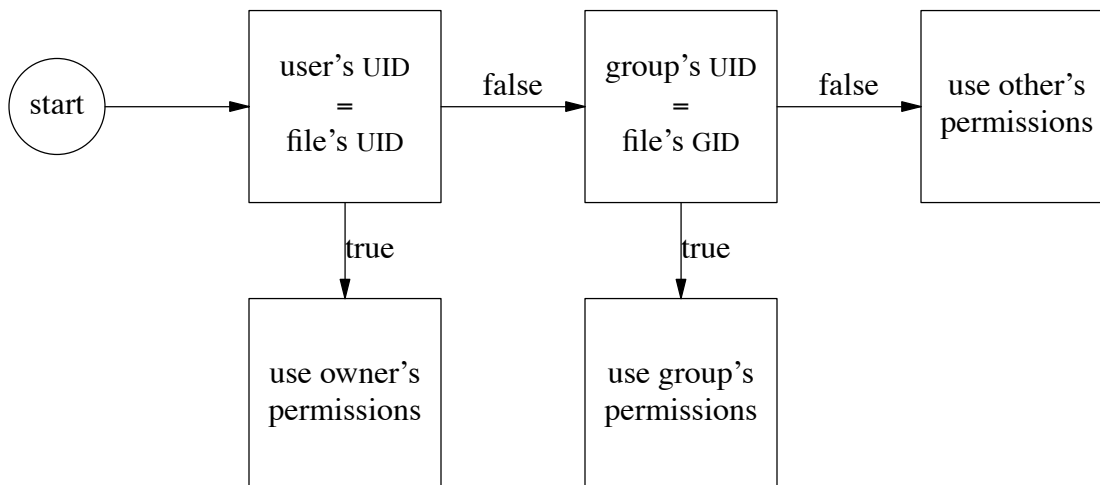 start
user’s UID
=
file’s UID
false
group’s UID
=
file’s GID
false
use other’s
permissions
true
true
use owner’s
permissions
use group’s
permissions